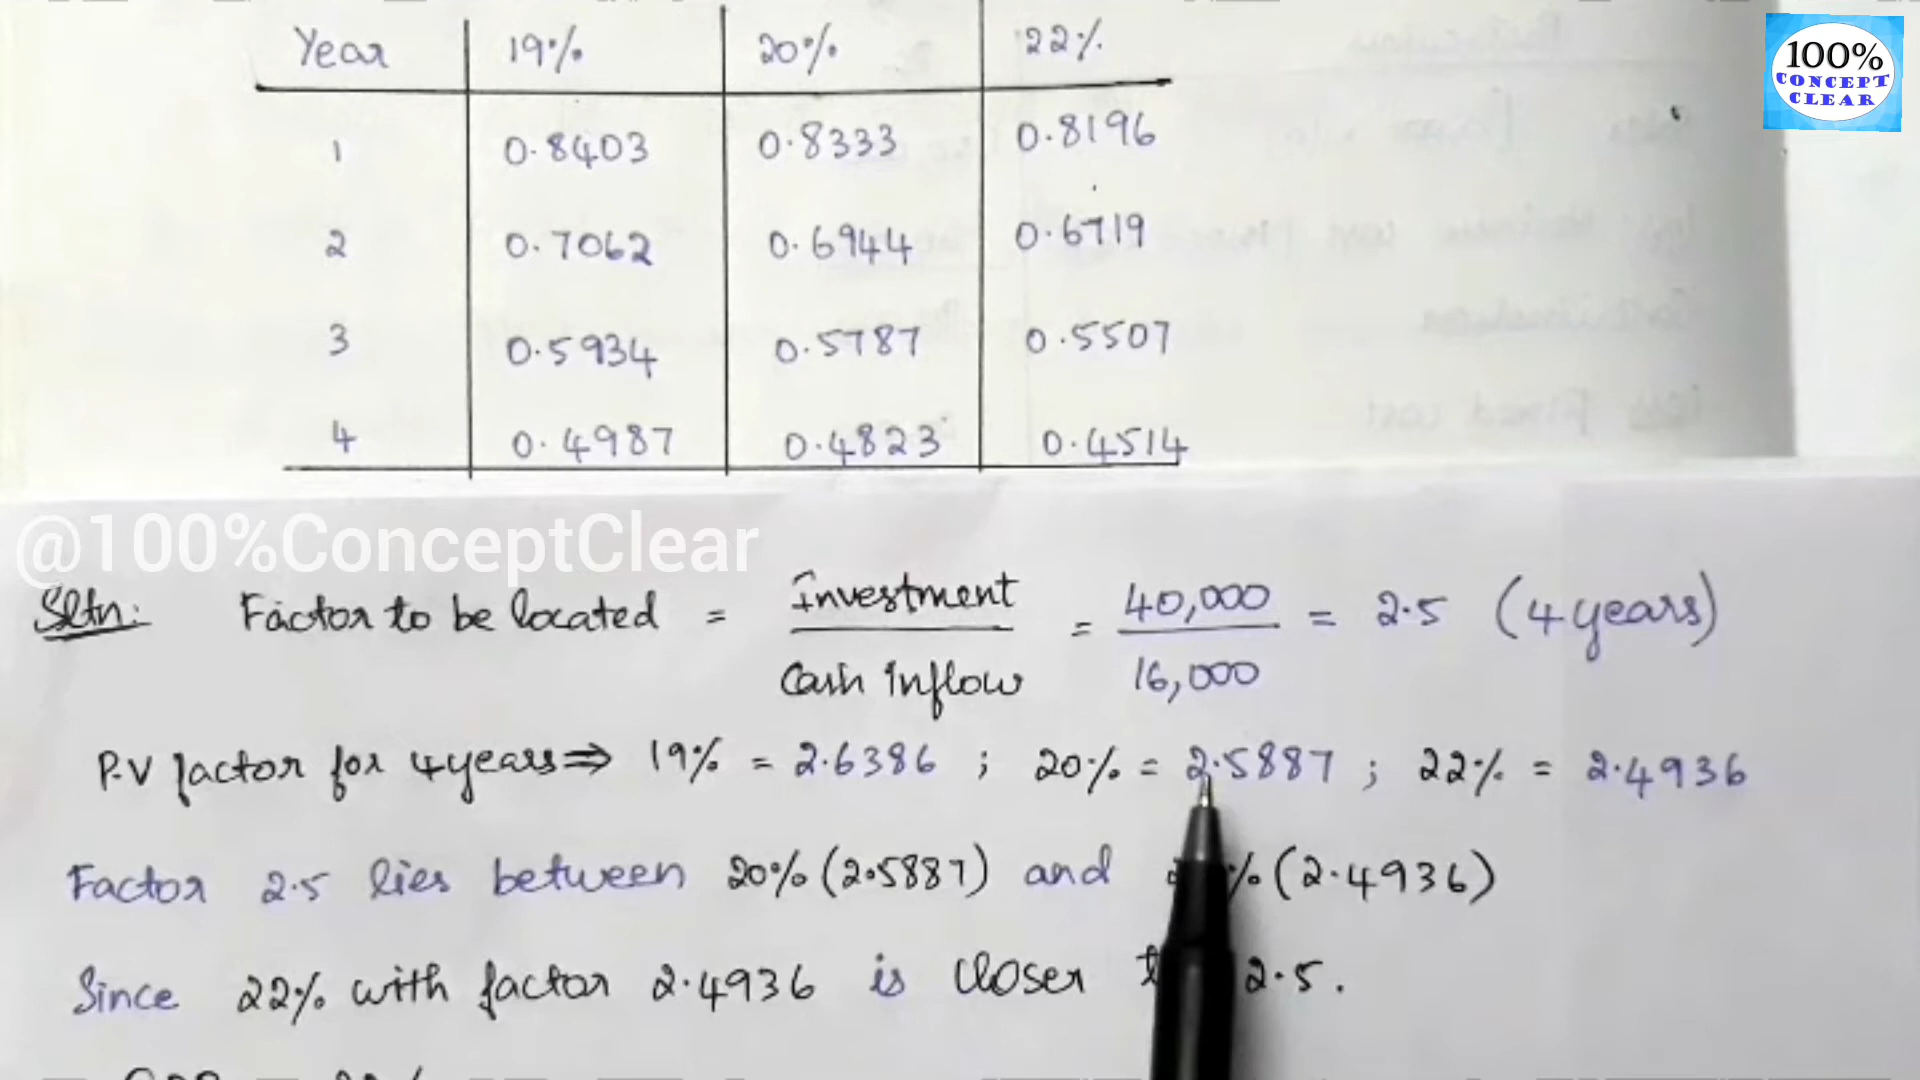 Year 19% 20% 22%
1 0.8403 0.8333 0.8196
2 0.7062 0.6944 0.6719
3 0.5934 0.5787 0.5507
4 0.4987 0.4823 0.4514
100%
CONCEPT
CLEAR
@100%ConceptClear
Sltn: Factor to be located = Investment / Cash Inflow = 40,000 / 16,000 = 2.5 (4 years)
P.V factor for 4 years ⇒ 19% = 2.6386 ; 20% = 2.5887 ; 22% = 2.4936
Factor 2.5 lies between 20% (2.5887) and % (2.4936)
Since 22% with factor 2.4936 is closer 2.5.